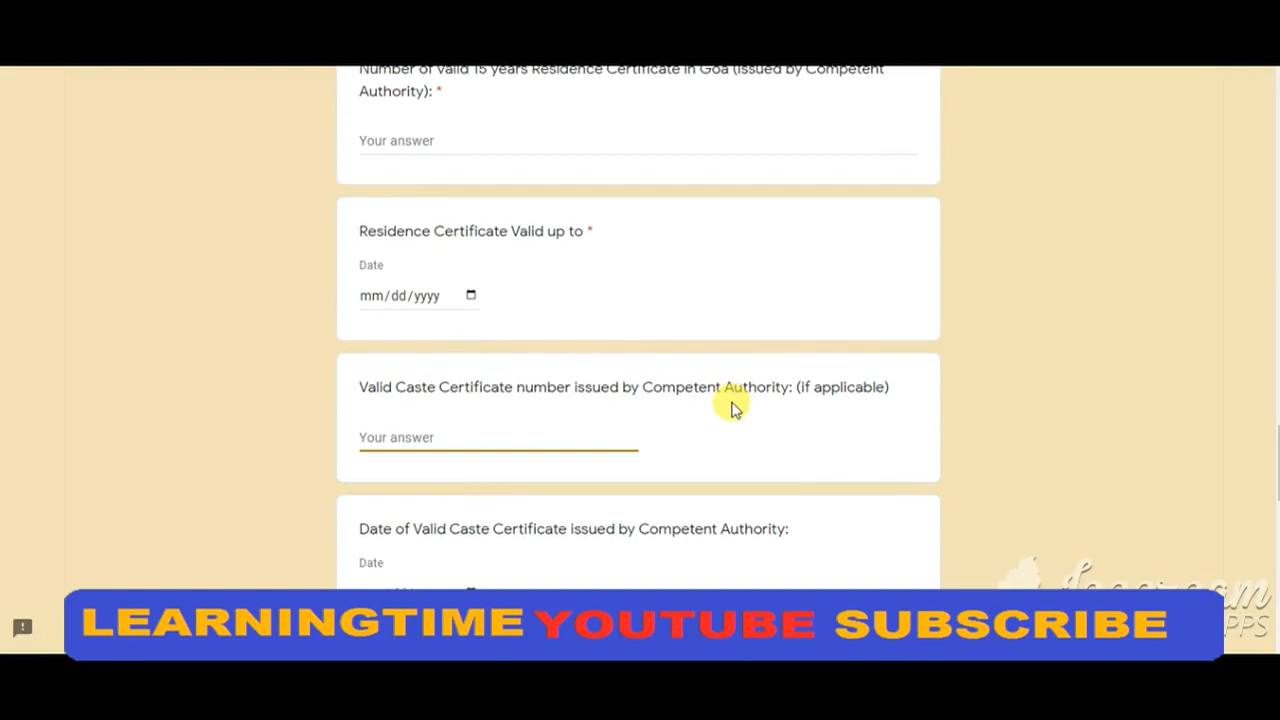 Number of Valid 15 years Residence Certificate in Goa (issued by Competent
Authority): *
Your answer
Residence Certificate Valid up to *
Date
mm/dd/yyyy
Valid Caste Certificate number issued by Competent Authority: (if applicable)
Your answer
Date of Valid Caste Certificate issued by Competent Authority:
Date
LEARNINGTIME YOUTUBE SUBSCRIBE